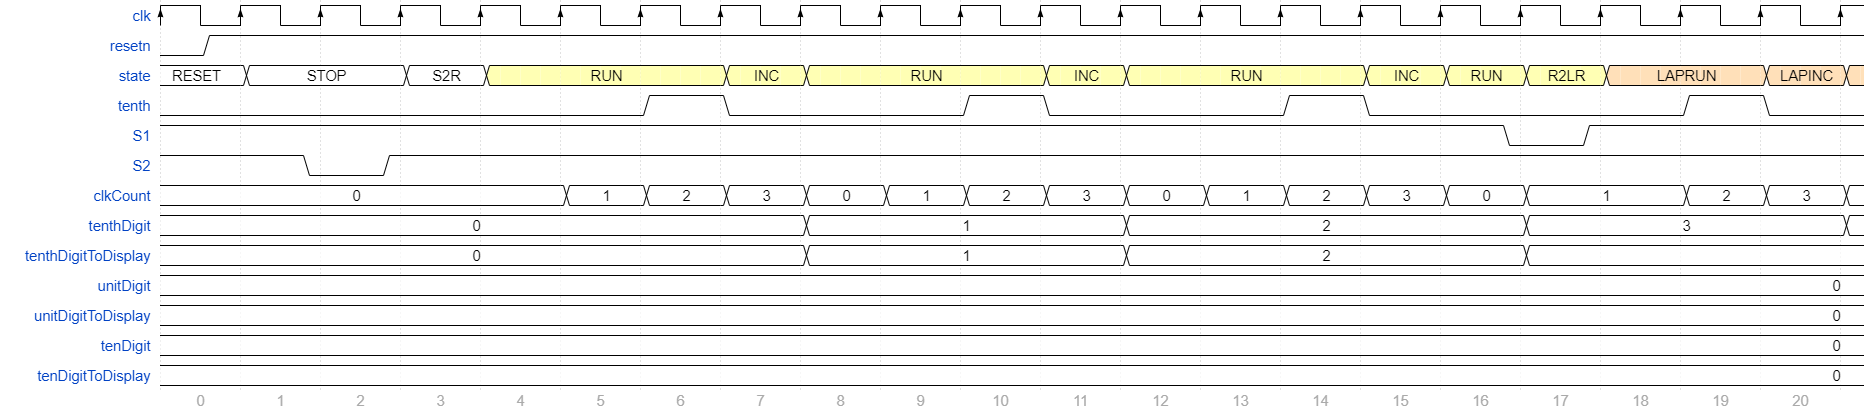 clk
resetn
state RESET STOP S2R RUN INC RUN INC RUN INC RUN R2LR LAPRUN LAPINC
tenth
S1
S2
clkCount 0 1 2 3 0 1 2 3 0 1 2 3 0 1 2 3
tenthDigit 0 1 2 3
tenthDigitToDisplay 0 1 2
unitDigit 0
unitDigitToDisplay 0
tenDigit 0
tenDigitToDisplay 0
0 1 2 3 4 5 6 7 8 9 10 11 12 13 14 15 16 17 18 19 20